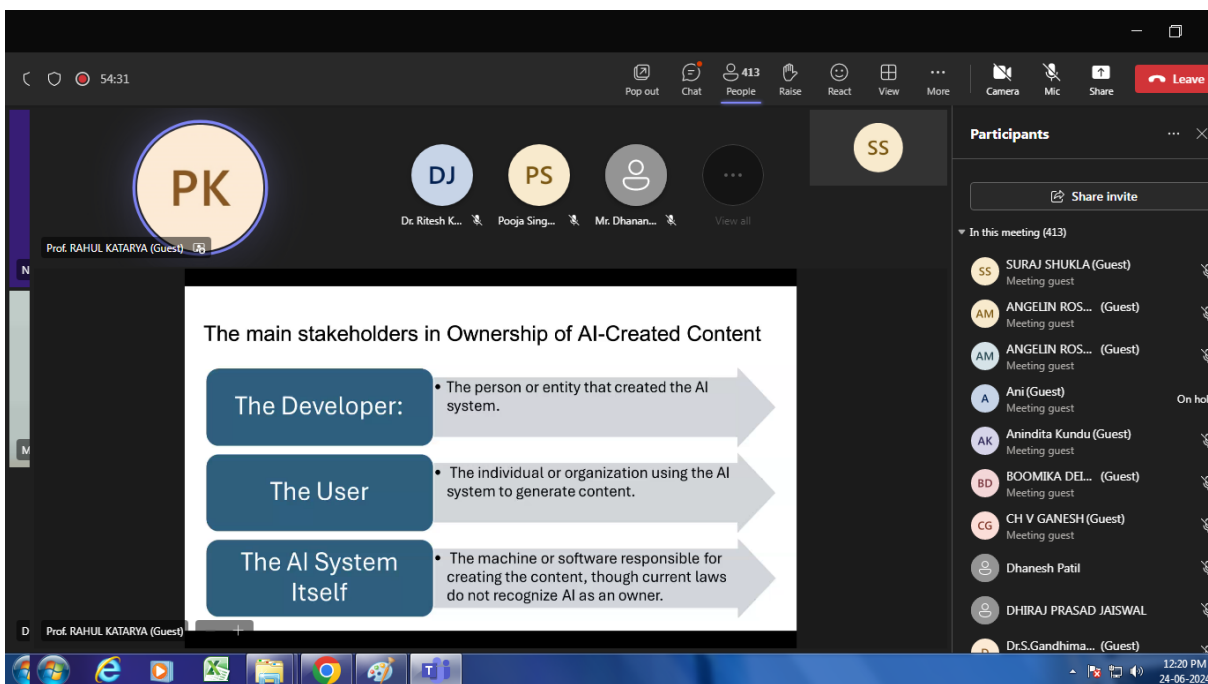 54:31
Pop out
Chat
413
People
Raise
React
View
More
Camera
Mic
Share
Leave
PK
Prof. RAHUL KATARYA (Guest)
DJ
Dr. Ritesh K...
PS
Pooja Sing...
Mr. Dhanan...
...
View all
SS
N
M
D
The main stakeholders in Ownership of AI-Created Content
The Developer:
• The person or entity that created the AI
system.
The User
• The individual or organization using the AI
system to generate content.
The AI System
Itself
• The machine or software responsible for
creating the content, though current laws
do not recognize AI as an owner.
Prof. RAHUL KATARYA (Guest)
Participants
Share invite
In this meeting (413)
SS
SURAJ SHUKLA (Guest)
Meeting guest
AM
ANGELIN ROS... (Guest)
Meeting guest
AM
ANGELIN ROS... (Guest)
Meeting guest
A
Ani (Guest)
Meeting guest
On hol
AK
Anindita Kundu (Guest)
Meeting guest
BD
BOOMIKA DEI... (Guest)
Meeting guest
CG
CH V GANESH (Guest)
Meeting guest
Dhanesh Patil
DHIRAJ PRASAD JAISWAL
D
Dr.S.Gandhima... (Guest)
12:20 PM
24-06-2024